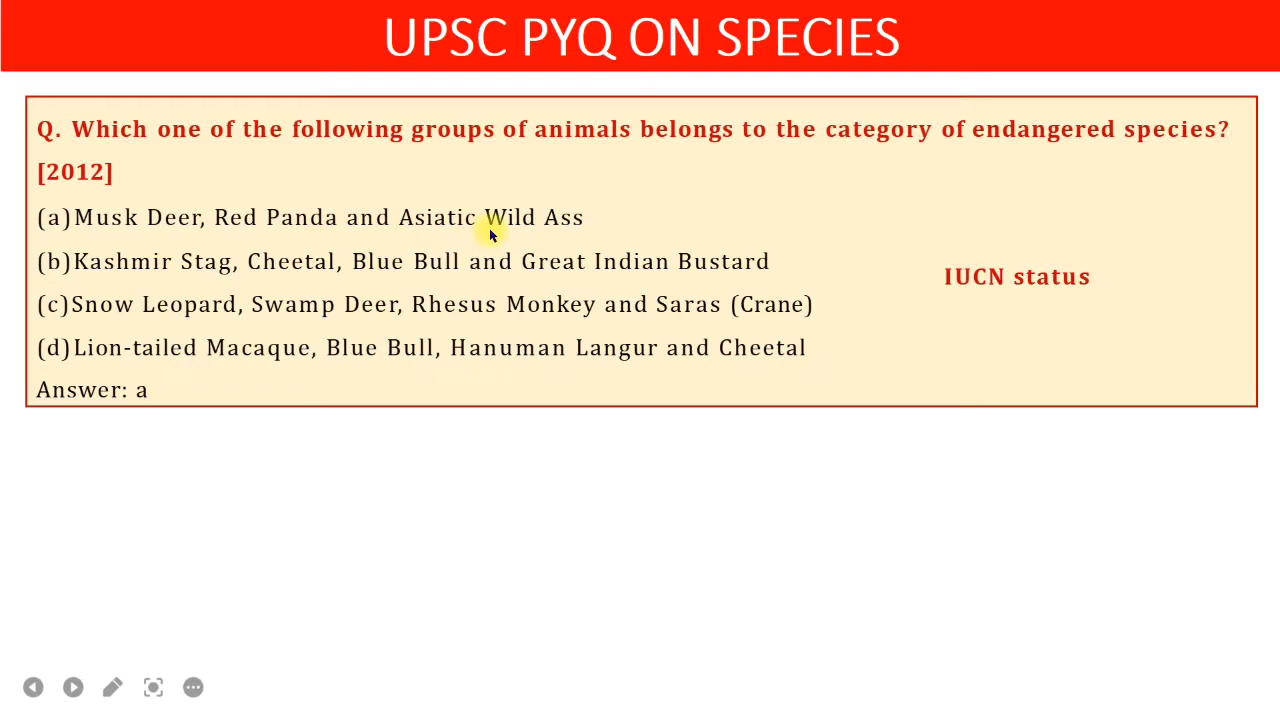 UPSC PYQ ON SPECIES
Q. Which one of the following groups of animals belongs to the category of endangered species?
[2012]
(a)Musk Deer, Red Panda and Asiatic Wild Ass
(b)Kashmir Stag, Cheetal, Blue Bull and Great Indian Bustard
(c)Snow Leopard, Swamp Deer, Rhesus Monkey and Saras (Crane)
(d)Lion-tailed Macaque, Blue Bull, Hanuman Langur and Cheetal
Answer: a
IUCN status